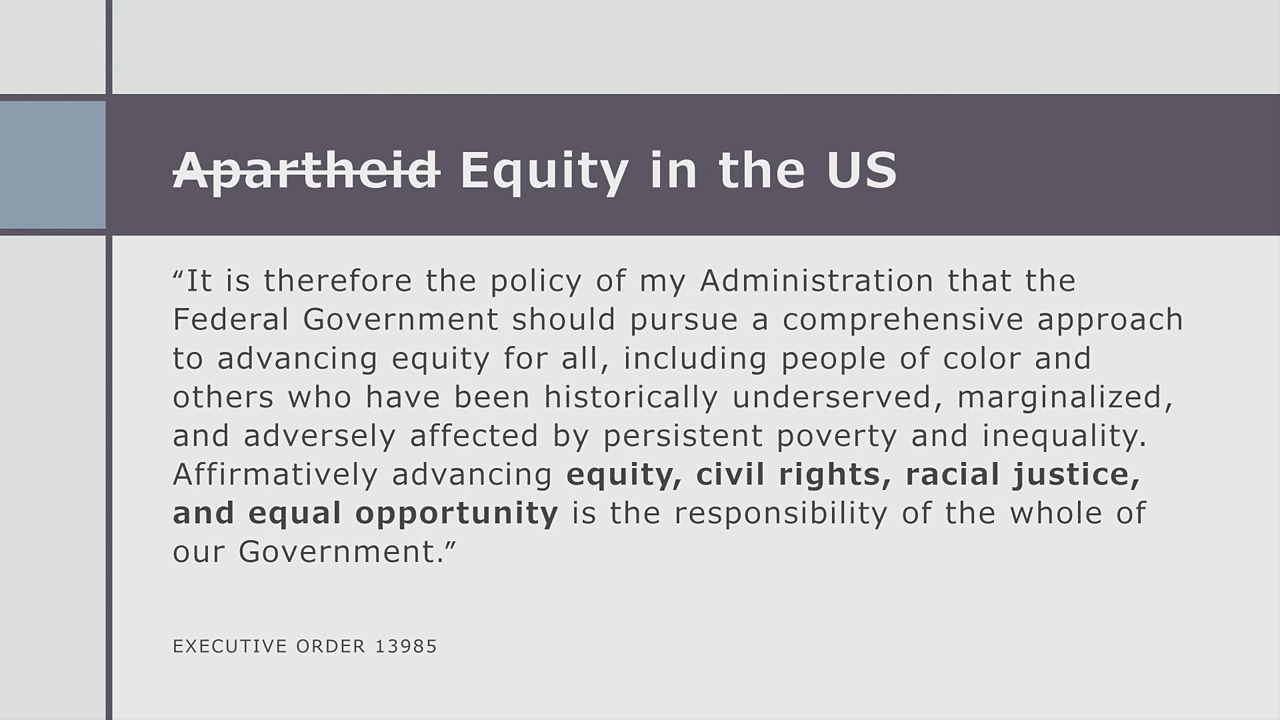 Apartheid Equity in the US
“It is therefore the policy of my Administration that the
Federal Government should pursue a comprehensive approach
to advancing equity for all, including people of color and
others who have been historically underserved, marginalized,
and adversely affected by persistent poverty and inequality.
Affirmatively advancing equity, civil rights, racial justice,
and equal opportunity is the responsibility of the whole of
our Government.”
EXECUTIVE ORDER 13985